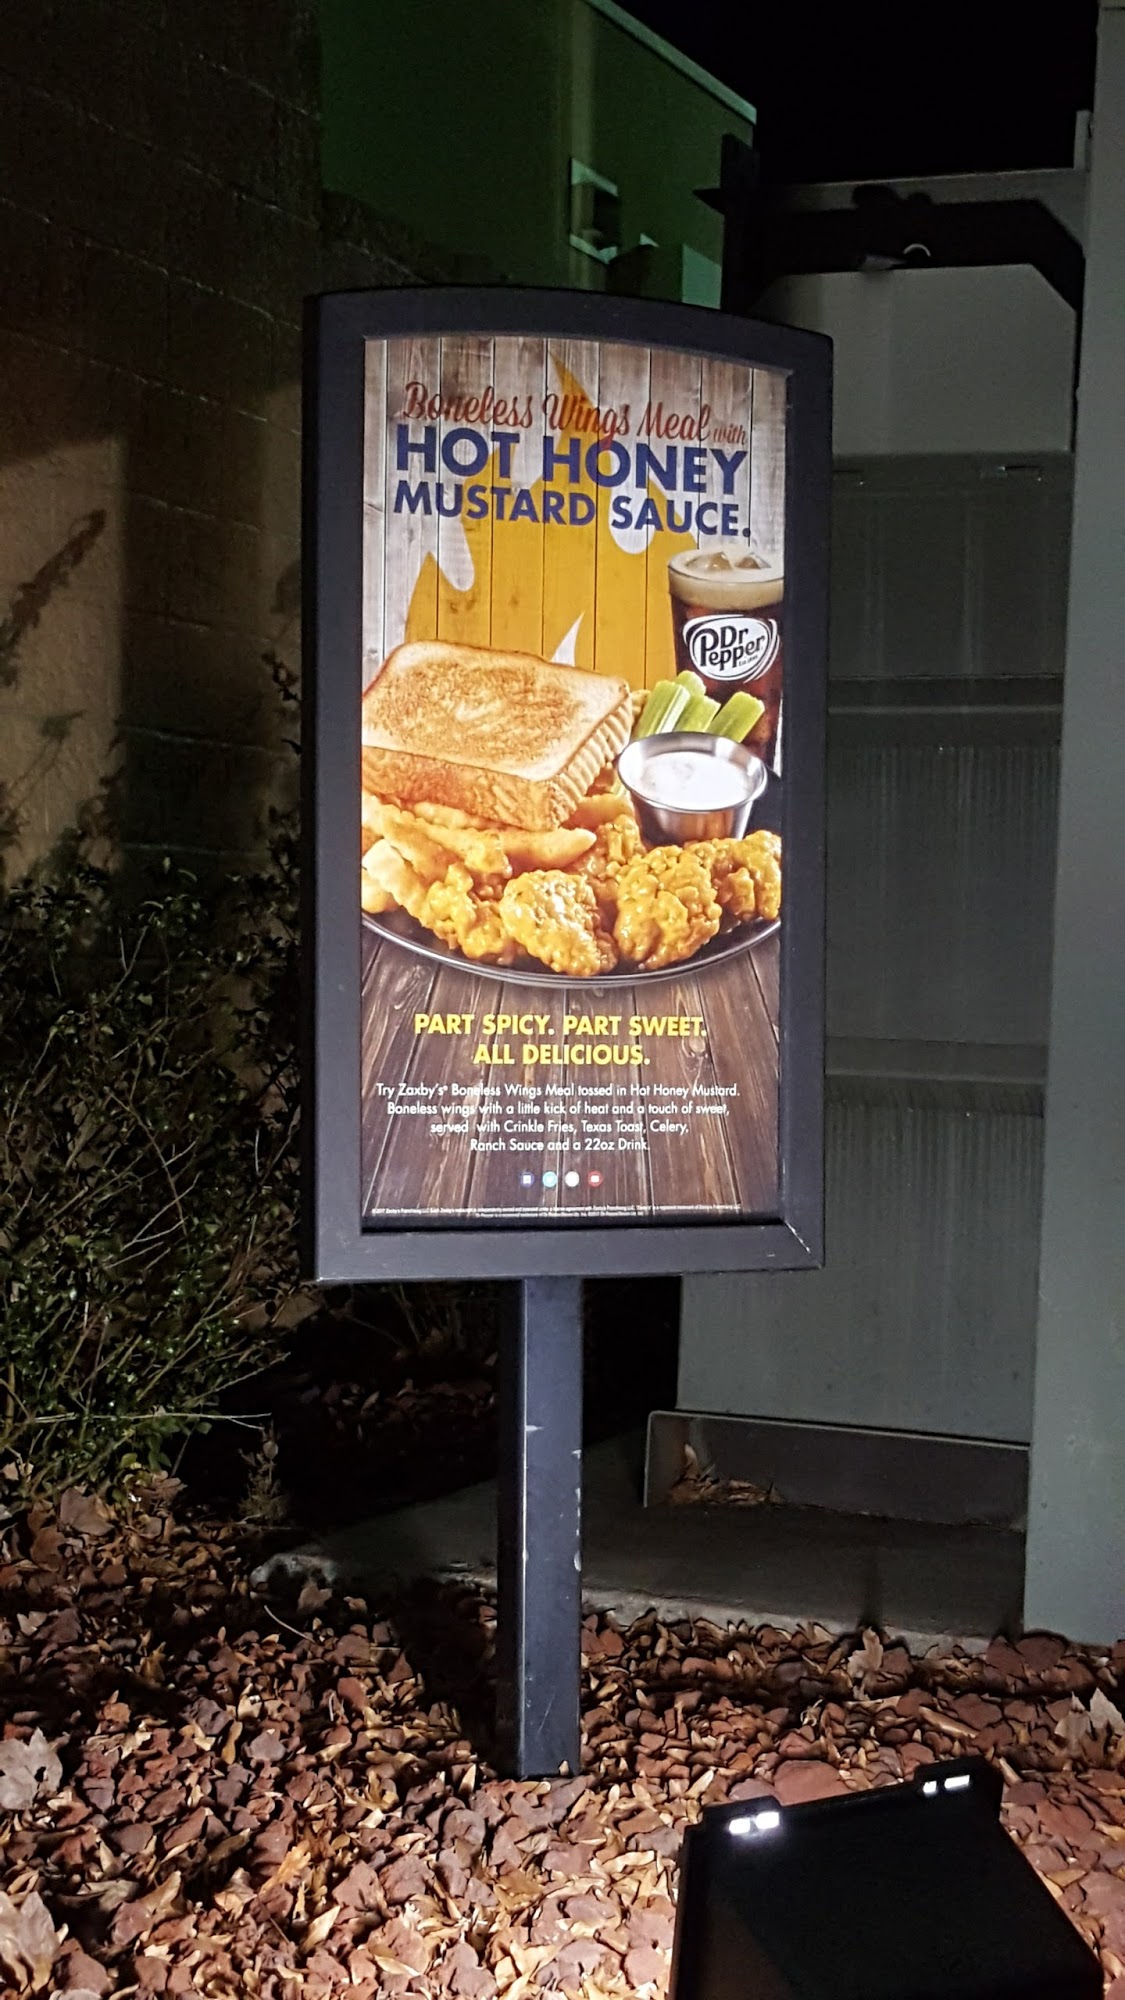 Boneless Wings Meal with
HOT HONEY
MUSTARD SAUCE.
Dr
Pepper
PART SPICY. PART SWEET.
ALL DELICIOUS.
Try Zaxby's® Boneless Wings Meal tossed in Hot Honey Mustard.
Boneless wings with a little kick of heat and a touch of sweet,
served with Crinkle Fries, Texas Toast, Celery,
Ranch Sauce and a 22oz Drink.